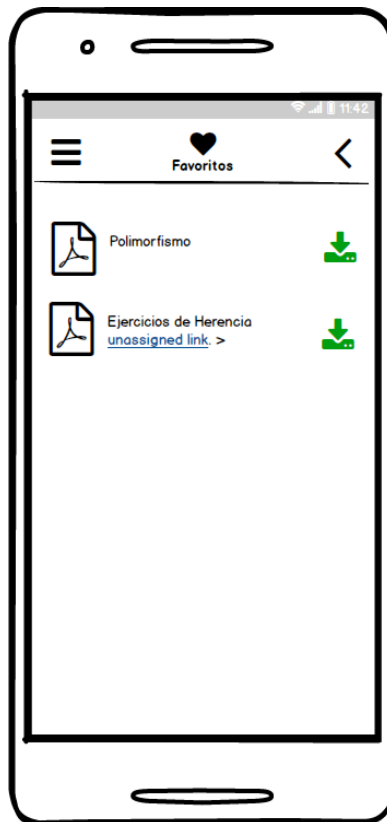 11:42
Favoritos
Polimorfismo
Ejercicios de Herencia
unassigned link. >